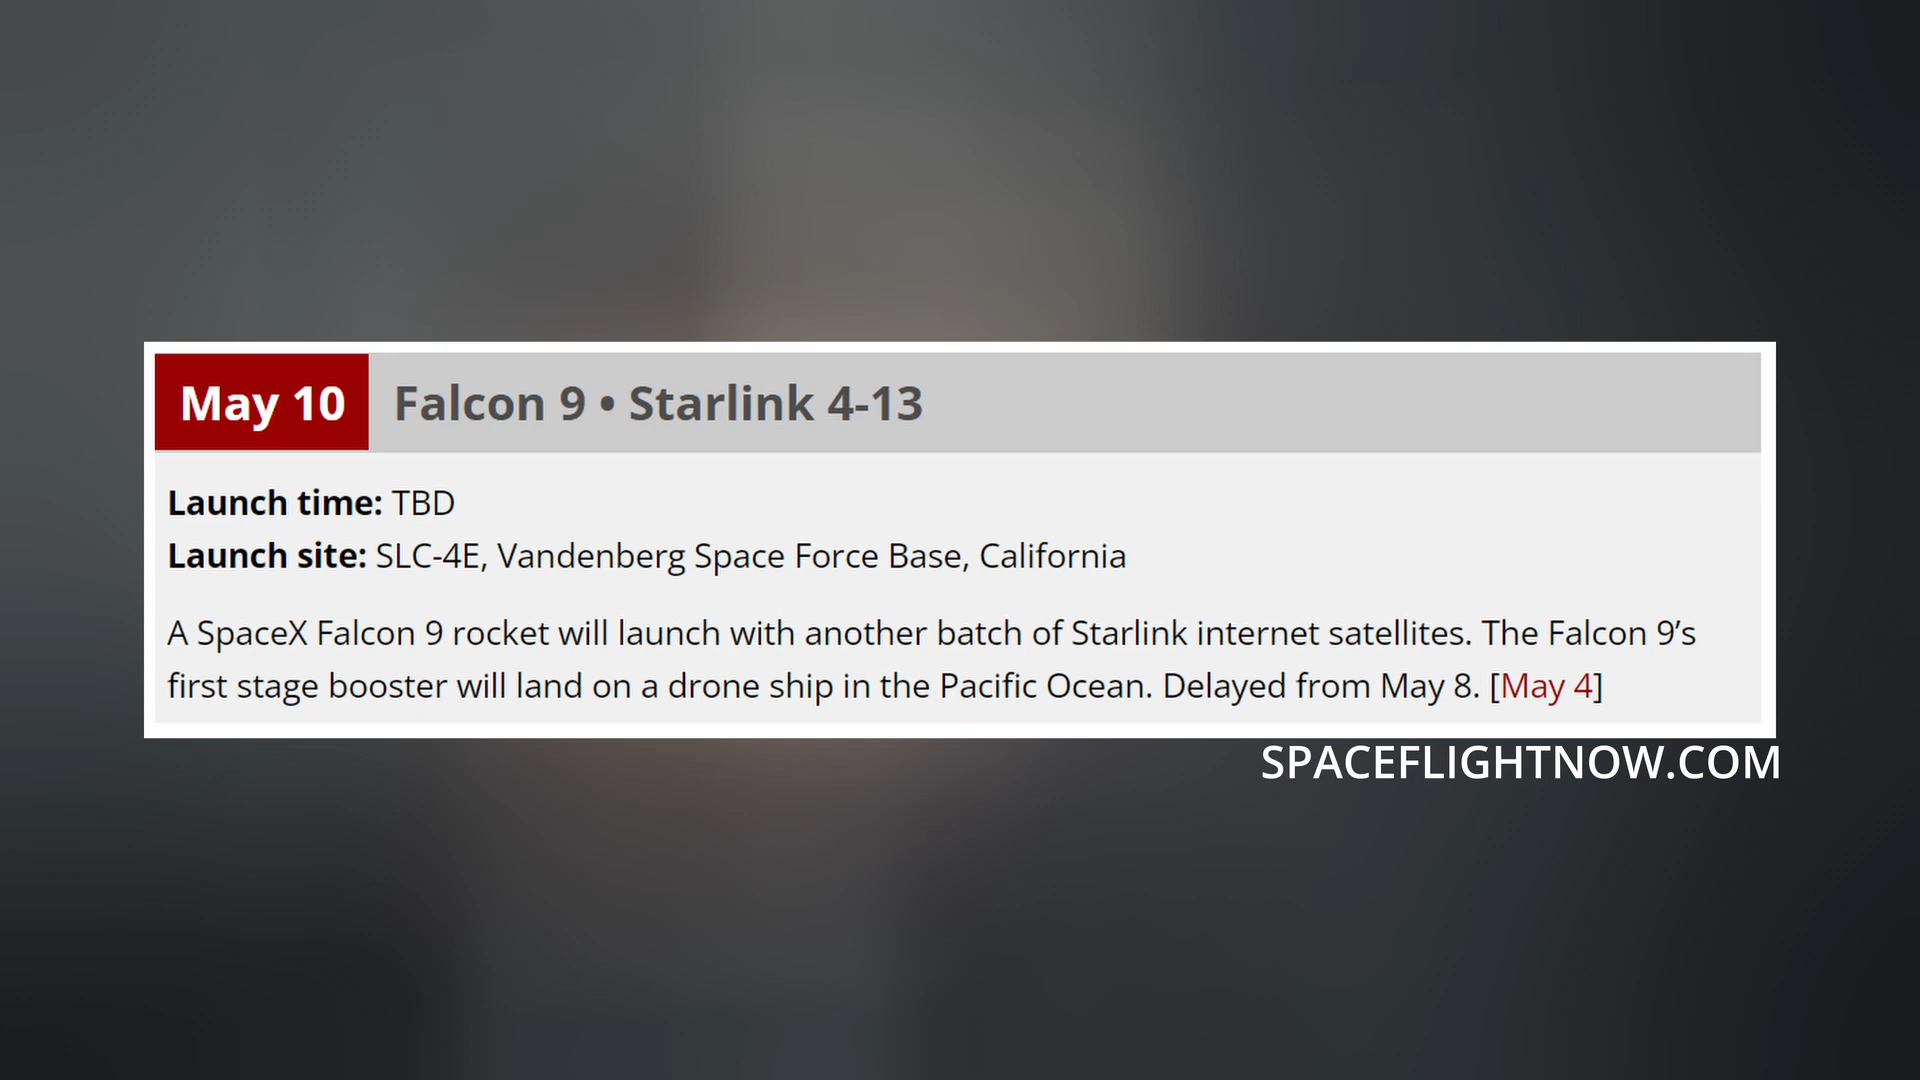 May 10 Falcon 9 • Starlink 4-13
Launch time: TBD
Launch site: SLC-4E, Vandenberg Space Force Base, California
A SpaceX Falcon 9 rocket will launch with another batch of Starlink internet satellites. The Falcon 9’s
first stage booster will land on a drone ship in the Pacific Ocean. Delayed from May 8. [May 4]
SPACEFLIGHTNOW.COM